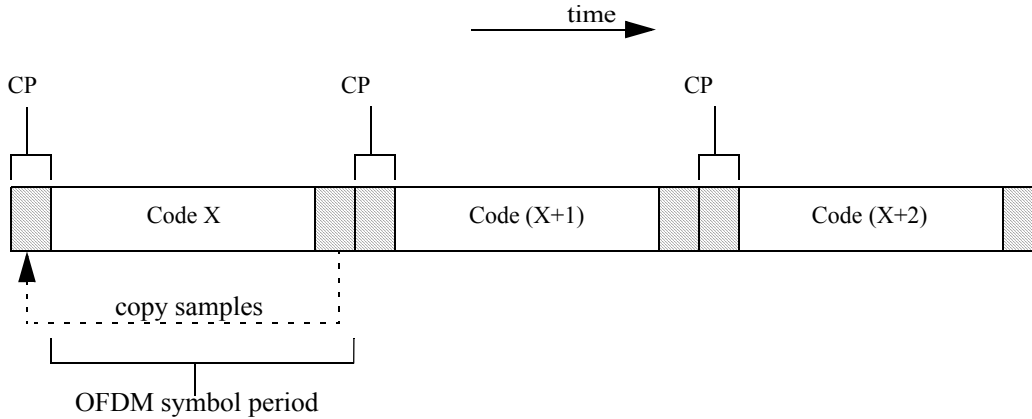 time
CP
CP
CP
Code X
Code (X+1)
Code (X+2)
copy samples
OFDM symbol period